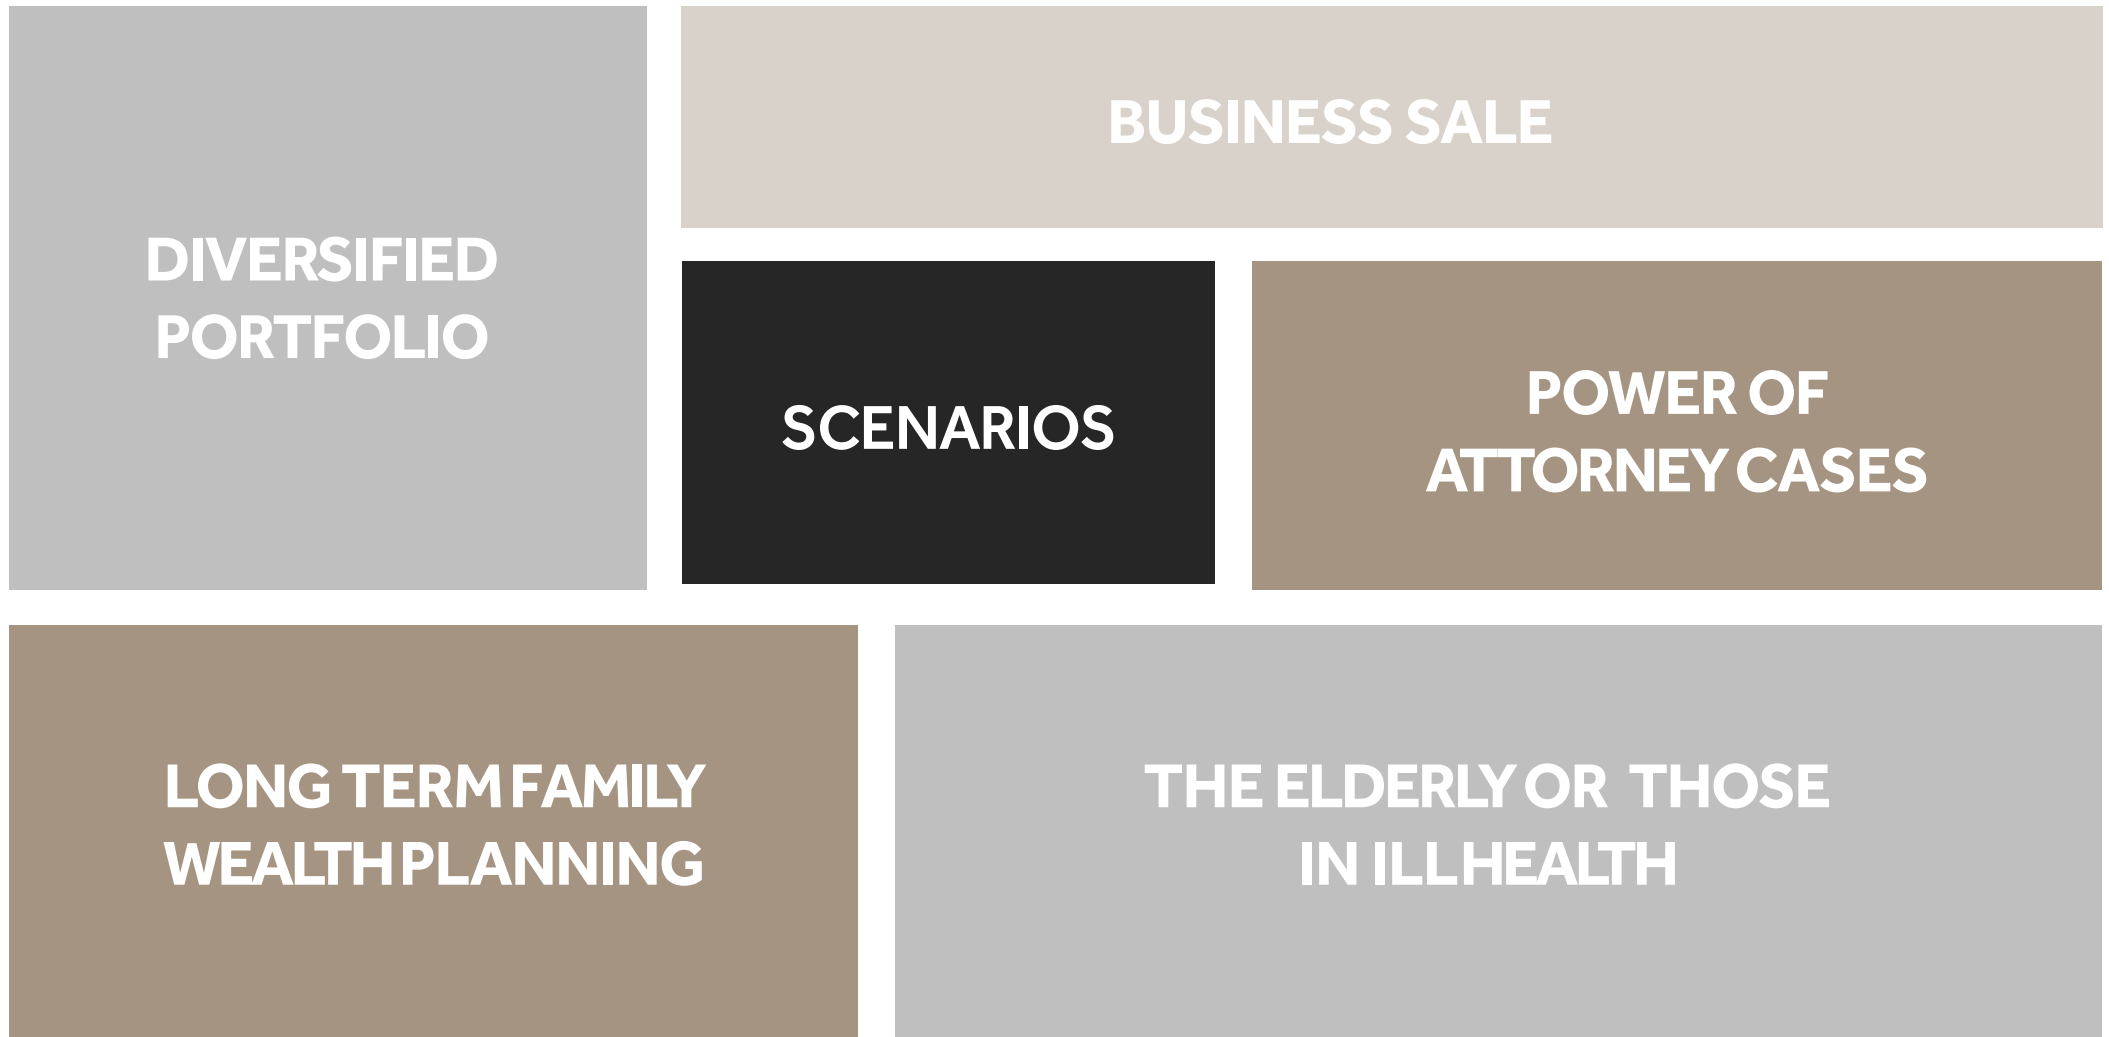 DIVERSIFIED
PORTFOLIO
BUSINESS SALE
SCENARIOS
POWER OF
ATTORNEY CASES
LONG TERM FAMILY
WEALTH PLANNING
THE ELDERLY OR THOSE
IN ILL HEALTH